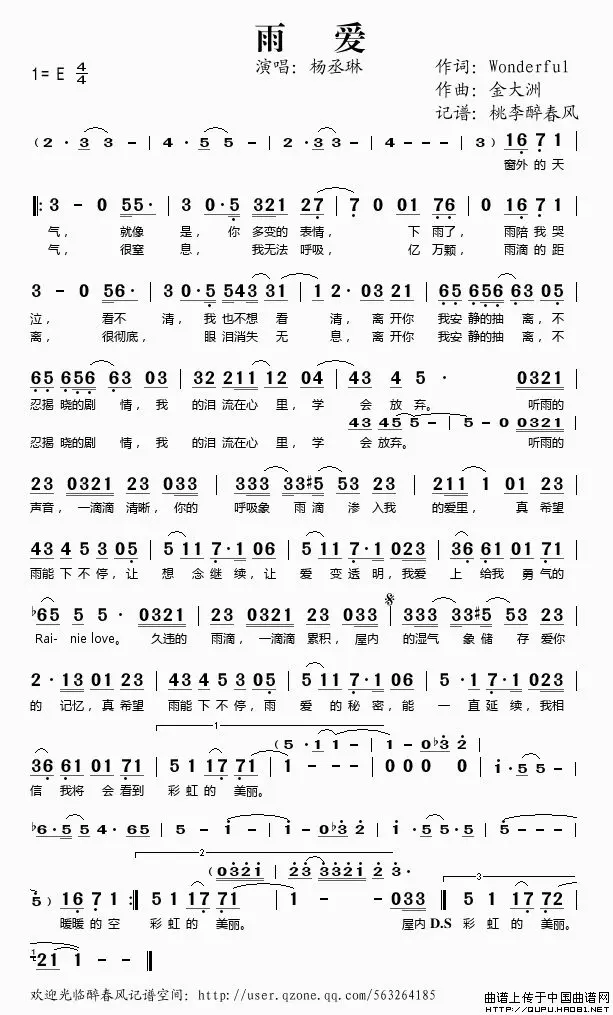 雨 爱
演唱：杨丞琳
1= E 4/4
作词：Wonderful
作曲：金大洲
记谱：桃李醉春风
(2 · 3 3 - | 4 · 5 5 - | 2 · 3 3 - | 4 - - - | 3) 16 7 1 |
窗外 的 天
3 - 0 55· | 3 0·5 321 27 | 7 0 01 76 | 0 16 7 1 |
气， 就像 是，你 多变的 表情， 下 雨了， 雨陪 我 哭
气， 很窒 息， 我无法 呼吸， 亿 万颗， 雨滴 的 距
3 - 0 56· | 3 0·5 543 31 | 1 2· 03 21 | 65 656 63 05 |
泣， 看不 清，我 也不想 看 清，离 开你 我安 静的抽 离，不
离， 很彻底， 眼 泪消失 无 息，离 开你 我安 静的抽 离，不
65 656 63 03 | 32 211 12 04 | 43 4 5 · 0321 |
忍揭 晓的剧 情，我 的泪 流在心 里，学 会 放弃。 听雨的
43 45 5 - | 5 - 0 0321 |
忍揭 晓的剧 情，我 的泪 流在心 里，学 会放弃。 听雨的
23 0321 23 033 | 333 33#5 53 23 | 211 1 01 23 |
声音，一滴滴 清晰，你的 呼吸象 雨滴 渗 入我 的爱里，真 希望
43 4 5 3 05 | 5 11 7·1 06 | 5 11 7·1 023 | 36 61 01 71 |
雨能 下 不 停，让 想 念 继续，让 爱 变 透明，我爱 上 给我 勇 气的
b65 5 5 · 0321 | 23 0321 23 033 | 333 33#5 53 23 |
Rai- nie love。 久违的 雨滴，一滴滴 累积，屋内 的湿气 象 储 存 爱你
2·13 01 23 | 43 4 5 3 05 | 5 11 7·1 06 | 5·1 7·1 023 |
的 记忆，真 希望 雨能 下 不 停，雨 爱 的 秘密，能 一 直 延续，我相
1
(5 · 1 1 - | 1 - 0b3 2 |
36 61 01 71 | 5 1 17 71 | 1 - - - | 0 0 0 0 | 1·5 5 - |
信 我将 会 看到 彩 虹 的 美丽。
b6·5 54· 65 | 5 - 1 - | 1 - 0b3 2 | 1·5 5 - | 5 - - - |
2
(0321 23 3321 2 3·
5) 16 7 1 :| 5 1 17 71 | 1 - - 033 |
暖暖 的 空 彩 虹 的 美丽。 屋内 D.S
3
5 1 17 71 |
彩 虹 的 美丽。
121 1 - - |
欢迎光临醉春风记谱空间：http://user.qzone.qq.com/563264185
曲谱上传于中国曲谱网
HTTP://QUPU.HAO81.NET